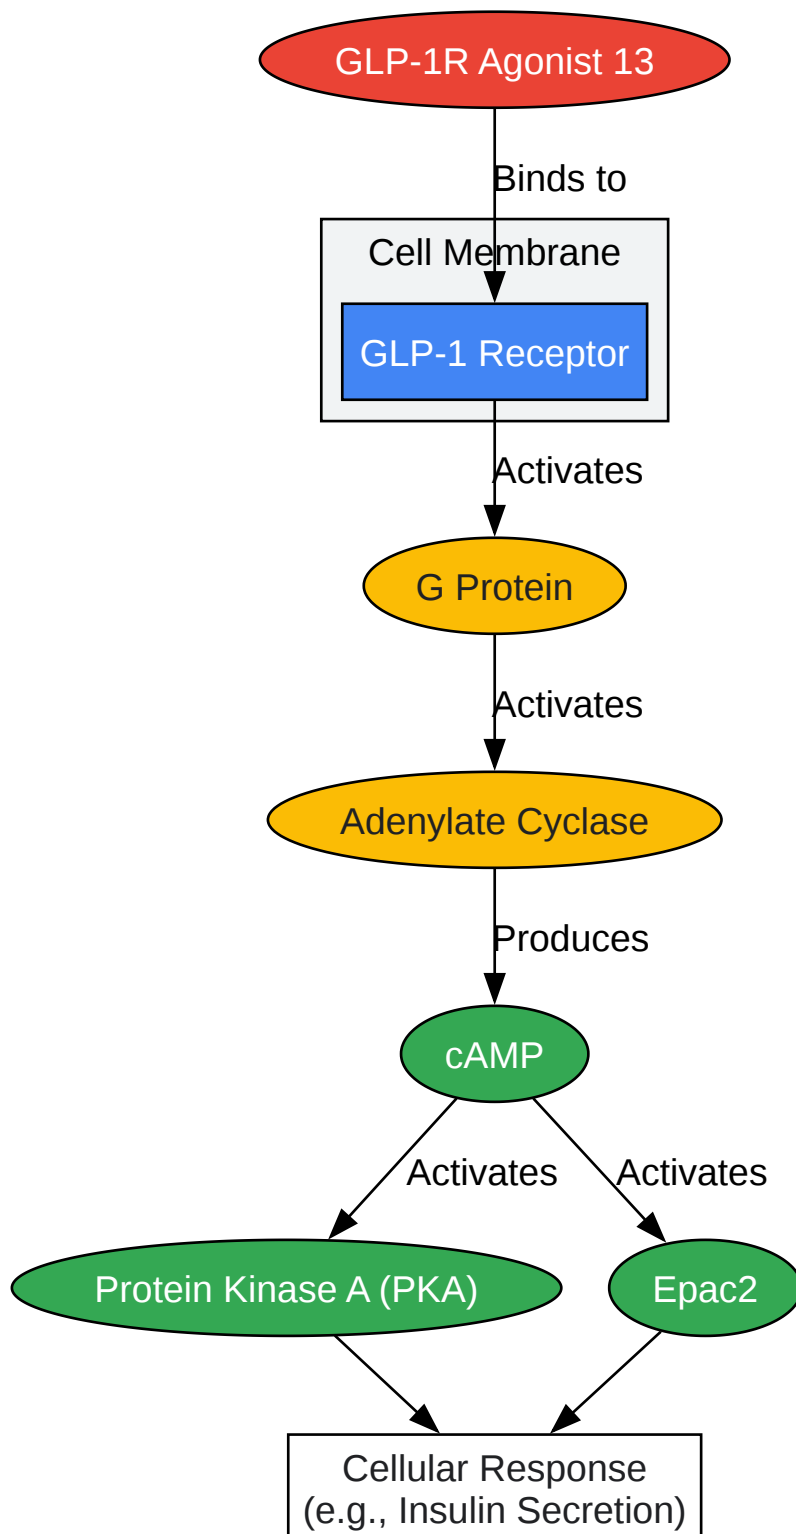 GLP-1R Agonist 13
Binds to
Cell Membrane
GLP-1 Receptor
Activates
G Protein
Activates
Adenylate Cyclase
Produces
cAMP
Activates
Activates
Protein Kinase A (PKA)
Epac2
Cellular Response
(e.g., Insulin Secretion)